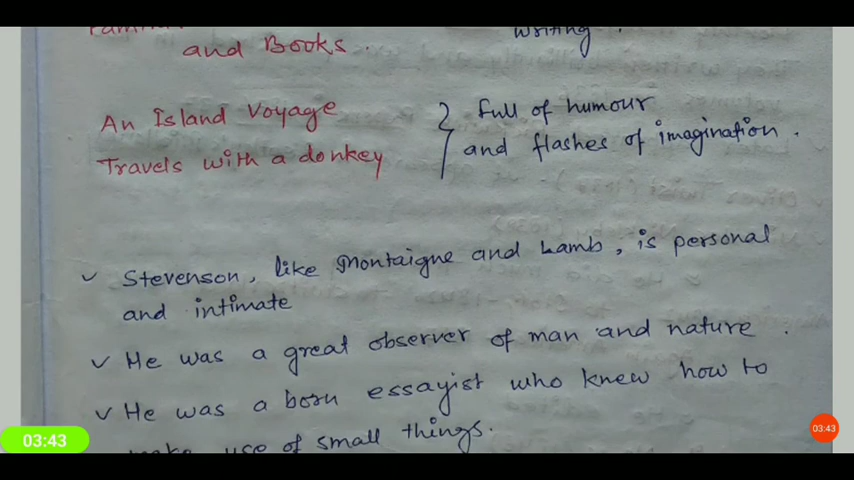 and Books.
writing.
An Island Voyage
Travels with a donkey
Full of humour
and flashes of imagination.
✓ Stevenson, like Montaigne and Lamb, is personal
and intimate
✓ He was a great observer of man and nature.
✓ He was a born essayist who knew how to
make use of small things.
03:43
03:43